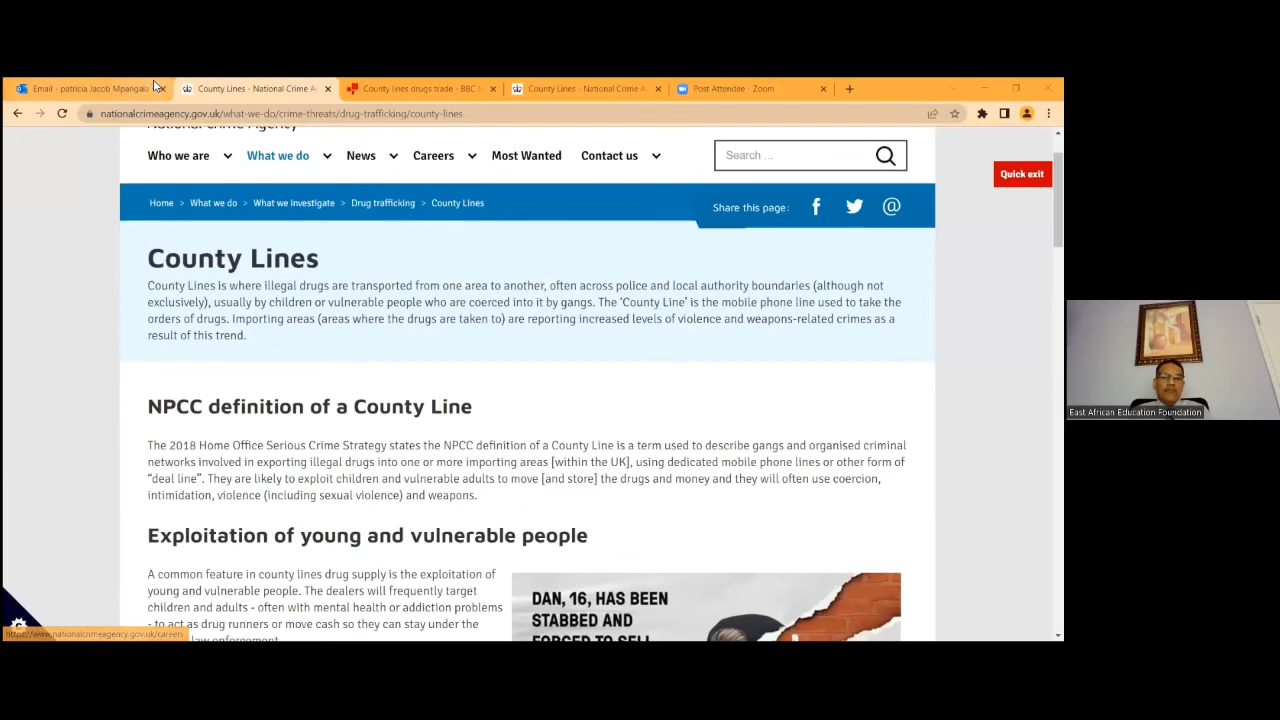 Email - patricia Jacob Mpangala
County Lines - National Crime A
County lines drugs trade - BBC
County Lines - National Crime A
Post Attendee - Zoom
nationalcrimeagency.gov.uk/what-we-do/crime-threats/drug-trafficking/county-lines
National Crime Agency
Who we are
What we do
News
Careers
Most Wanted
Contact us
Search ...
Quick exit
Home > What we do > What we investigate > Drug trafficking > County Lines
Share this page:
County Lines
County Lines is where illegal drugs are transported from one area to another, often across police and local authority boundaries (although not
exclusively), usually by children or vulnerable people who are coerced into it by gangs. The ‘County Line’ is the mobile phone line used to take the
orders of drugs. Importing areas (areas where the drugs are taken to) are reporting increased levels of violence and weapons-related crimes as a
result of this trend.
NPCC definition of a County Line
The 2018 Home Office Serious Crime Strategy states the NPCC definition of a County Line is a term used to describe gangs and organised criminal
networks involved in exporting illegal drugs into one or more importing areas [within the UK], using dedicated mobile phone lines or other form of
“deal line”. They are likely to exploit children and vulnerable adults to move [and store] the drugs and money and they will often use coercion,
intimidation, violence (including sexual violence) and weapons.
Exploitation of young and vulnerable people
A common feature in county lines drug supply is the exploitation of
young and vulnerable people. The dealers will frequently target
children and adults - often with mental health or addiction problems
- to act as drug runners or move cash so they can stay under the
law enforcement.
DAN, 16, HAS BEEN
STABBED AND
FORCED TO SELL
https://www.nationalcrimeagency.gov.uk/careers
East African Education Foundation